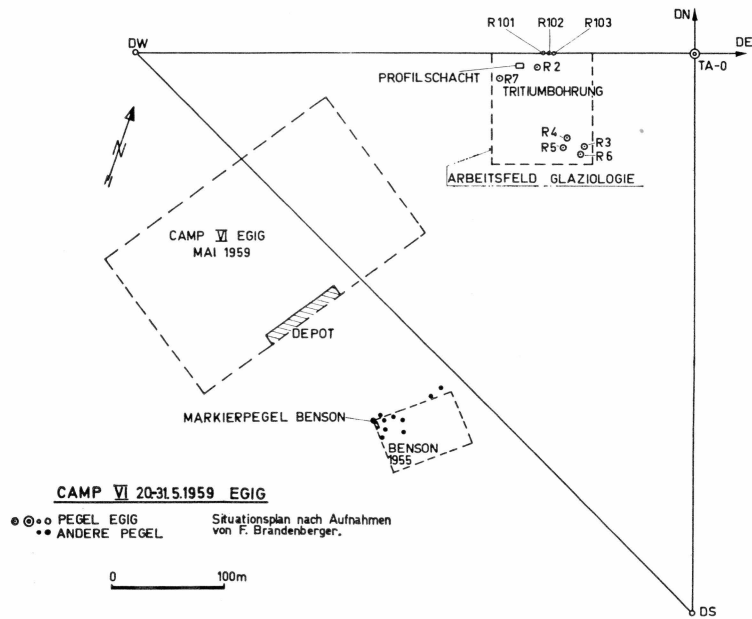 DN
R101 R102 R103
DW
DE
TA-0
PROFILSCHACHT
R2
R7
TRITIUMBOHRUNG
R4
R3
R5
R6
ARBEITSFELD GLAZIOLOGIE
N
CAMP VI EGIG
MAI 1959
DEPOT
MARKIERPEGEL BENSON
BENSON
1955
CAMP VI 20-31.5.1959 EGIG
PEGEL EGIG
ANDERE PEGEL
Situationsplan nach Aufnahmen
von F. Brandenberger.
0 100m
DS